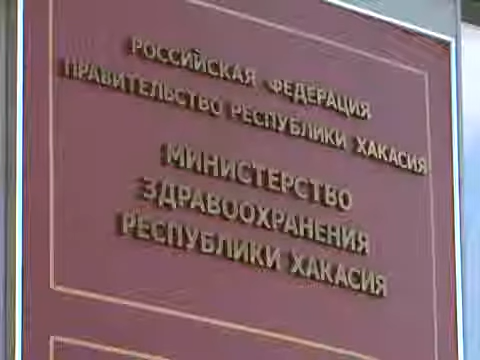 РОССИЙСКАЯ ФЕДЕРАЦИЯ
ПРАВИТЕЛЬСТВО РЕСПУБЛИКИ ХАКАСИЯ
МИНИСТЕРСТВО
ЗДРАВООХРАНЕНИЯ
РЕСПУБЛИКИ ХАКАСИЯ